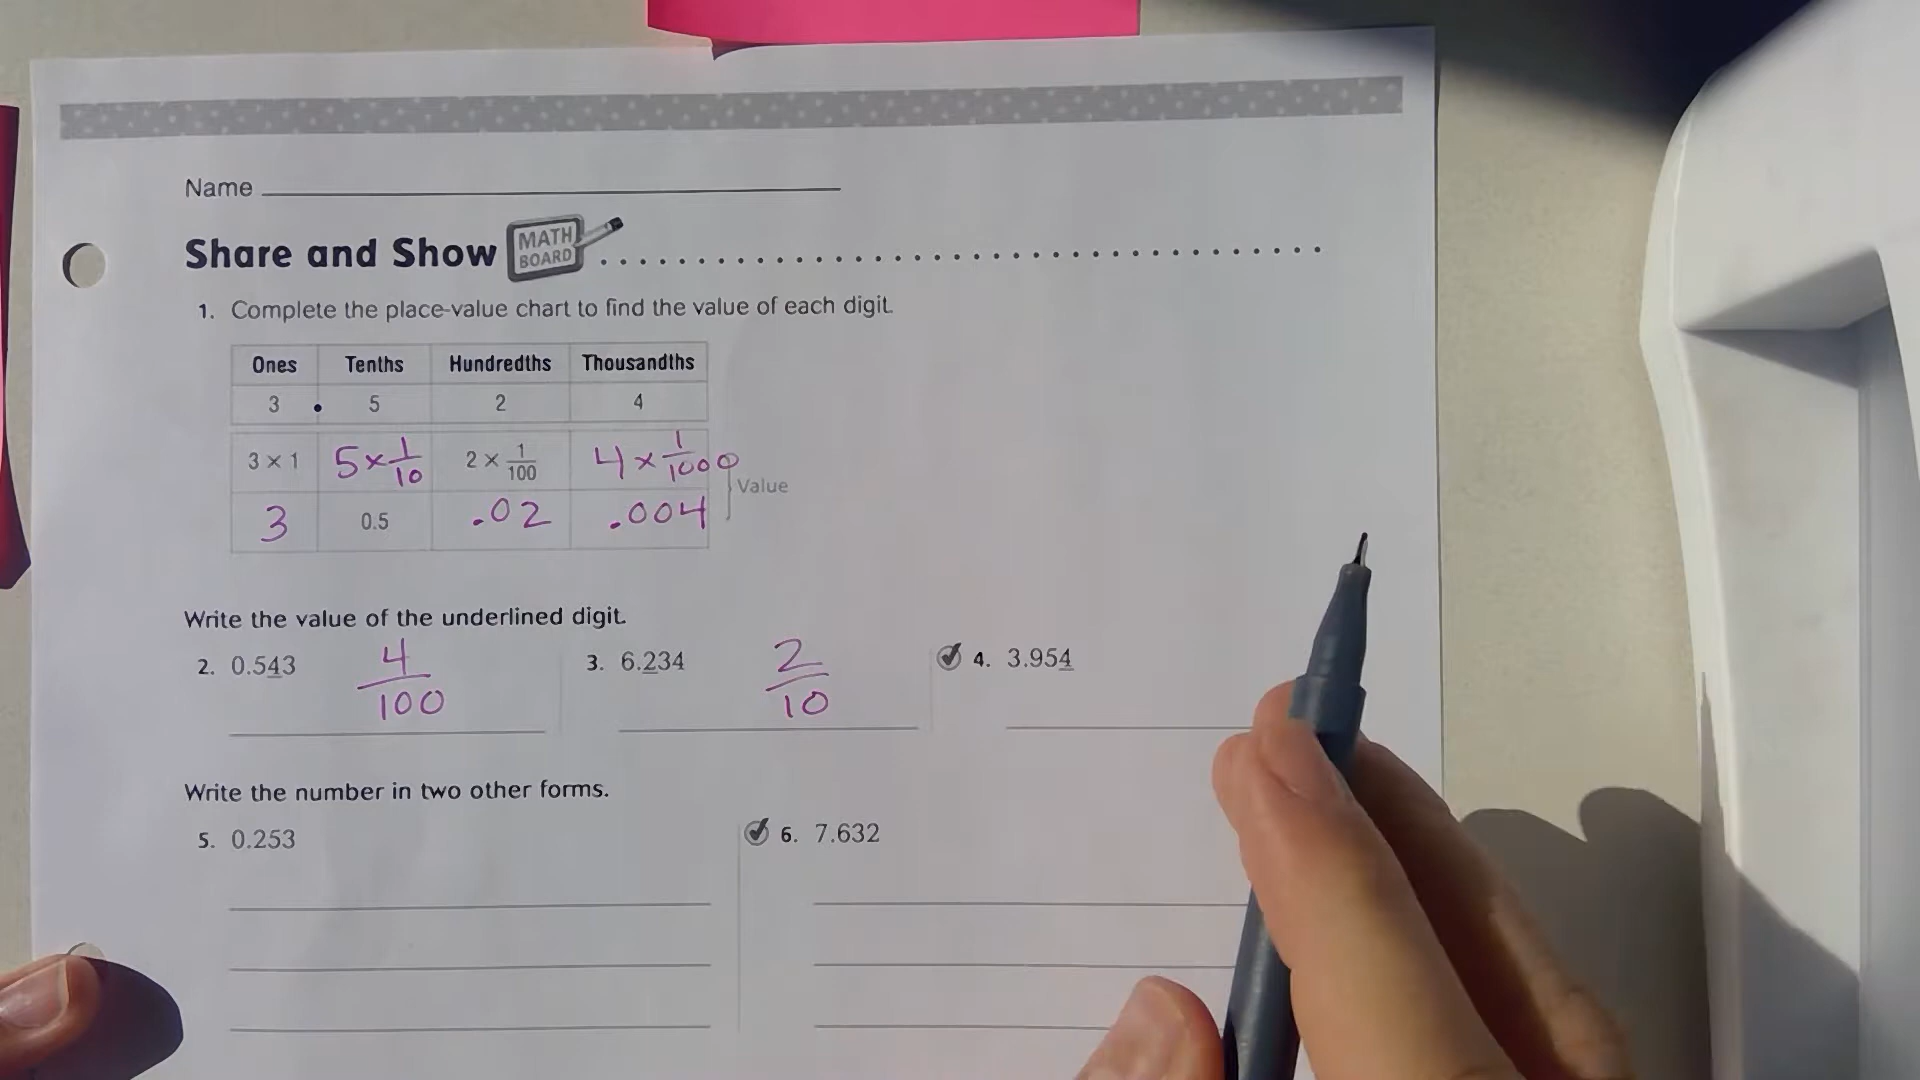 Name
Share and Show MATH BOARD
1. Complete the place-value chart to find the value of each digit.
Ones Tenths Hundredths Thousandths
3 . 5 2 4
3 × 1 5 × 1/10 2 × 1/100 4 × 1/1000
Value
3 0.5 .02 .004
Write the value of the underlined digit.
2. 0.543 4/100 3. 6.234 2/10 4. 3.954
Write the number in two other forms.
5. 0.253 6. 7.632